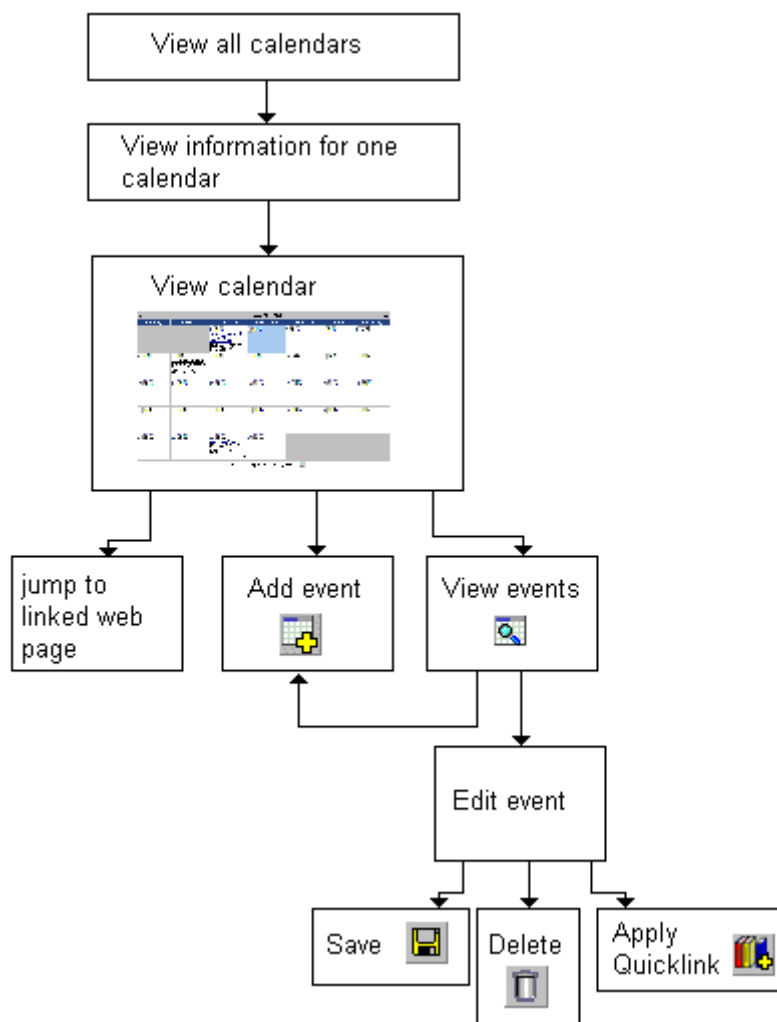 View all calendars
View information for one
calendar
View calendar
jump to
linked web
page
Add event
View events
Edit event
Save
Delete
Apply
Quicklink